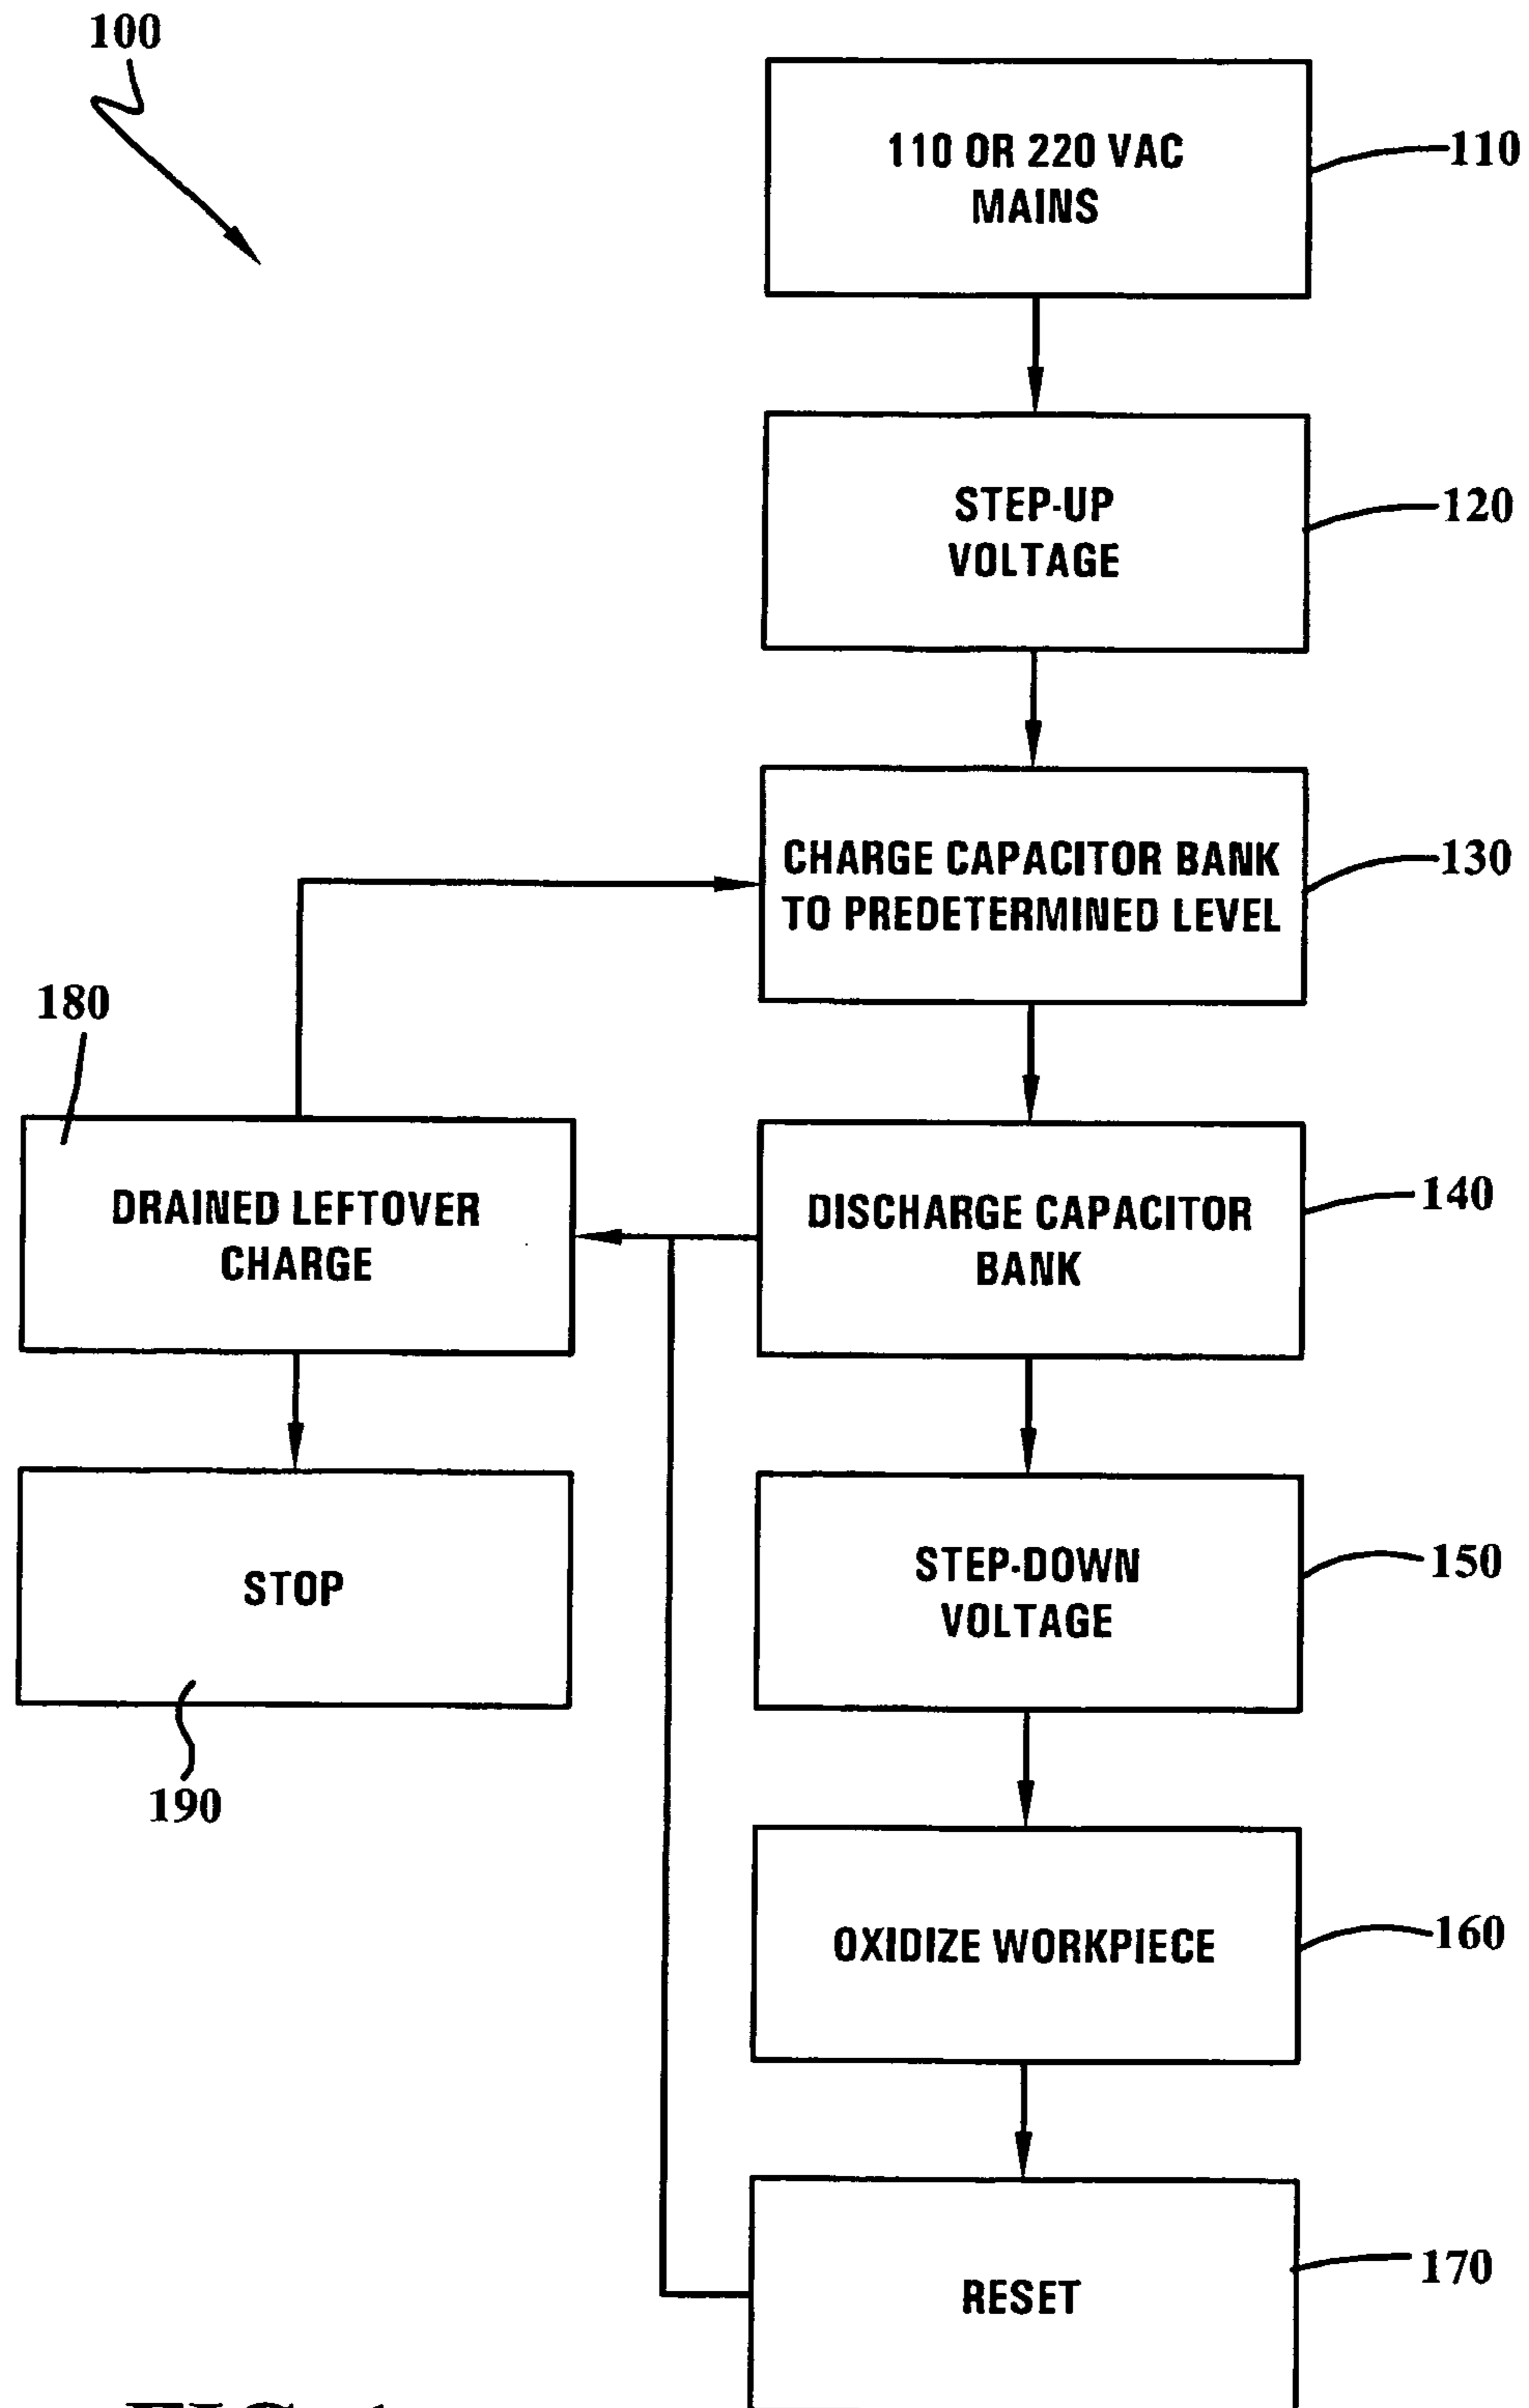 100
110 OR 220 VAC
MAINS
110
STEP-UP
VOLTAGE
120
CHARGE CAPACITOR BANK
TO PREDETERMINED LEVEL
130
180
DRAINED LEFTOVER
CHARGE
DISCHARGE CAPACITOR
BANK
140
STOP
190
STEP-DOWN
VOLTAGE
150
OXIDIZE WORKPIECE
160
RESET
170